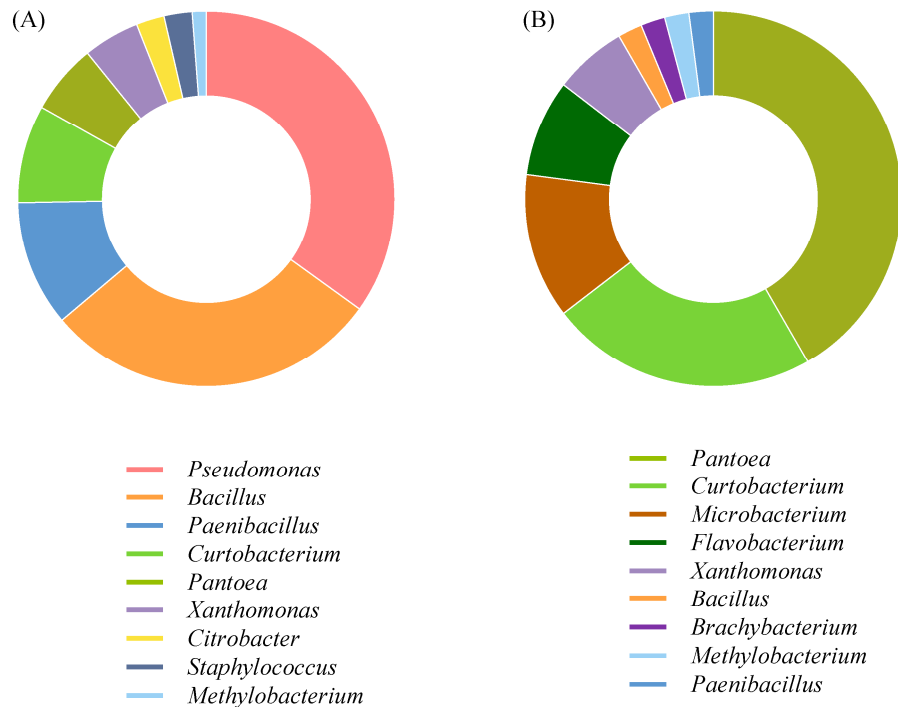 (A)
Pseudomonas
Bacillus
Paenibacillus
Curtobacterium
Pantoea
Xanthomonas
Citrobacter
Staphylococcus
Methylobacterium
(B)
Pantoea
Curtobacterium
Microbacterium
Flavobacterium
Xanthomonas
Bacillus
Brachybacterium
Methylobacterium
Paenibacillus